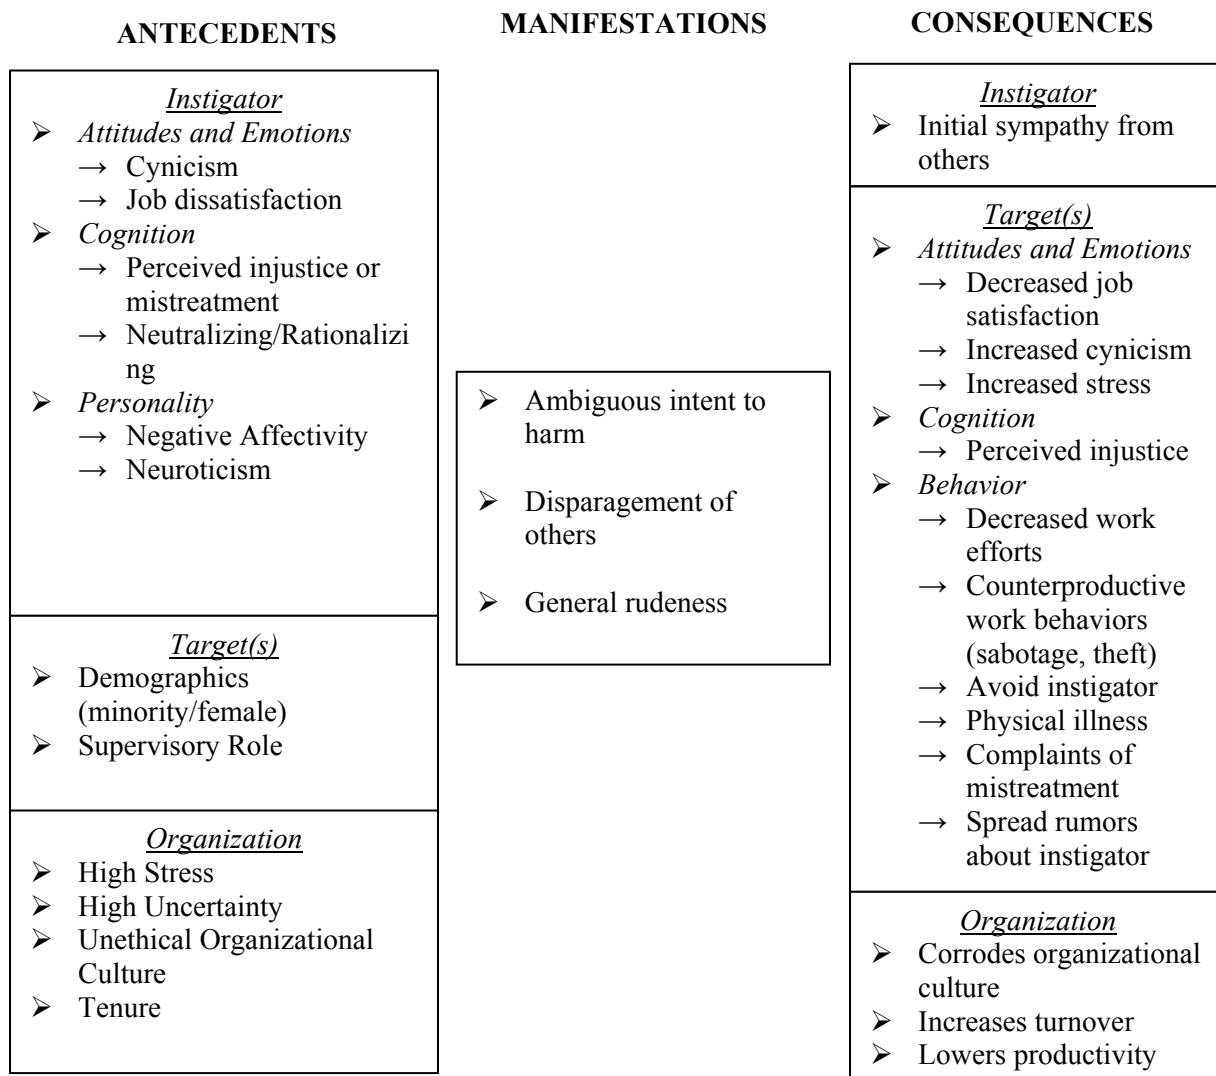 ANTECEDENTS
Instigator
➢ Attitudes and Emotions
→ Cynicism
→ Job dissatisfaction
➢ Cognition
→ Perceived injustice or
mistreatment
→ Neutralizing/Rationalizi
ng
➢ Personality
→ Negative Affectivity
→ Neuroticism
Target(s)
➢ Demographics
(minority/female)
➢ Supervisory Role
Organization
➢ High Stress
➢ High Uncertainty
➢ Unethical Organizational
Culture
➢ Tenure
MANIFESTATIONS
➢ Ambiguous intent to
harm
➢ Disparagement of
others
➢ General rudeness
CONSEQUENCES
Instigator
➢ Initial sympathy from
others
Target(s)
➢ Attitudes and Emotions
→ Decreased job
satisfaction
→ Increased cynicism
→ Increased stress
➢ Cognition
→ Perceived injustice
➢ Behavior
→ Decreased work
efforts
→ Counterproductive
work behaviors
(sabotage, theft)
→ Avoid instigator
→ Physical illness
→ Complaints of
mistreatment
→ Spread rumors
about instigator
Organization
➢ Corrodes organizational
culture
➢ Increases turnover
➢ Lowers productivity